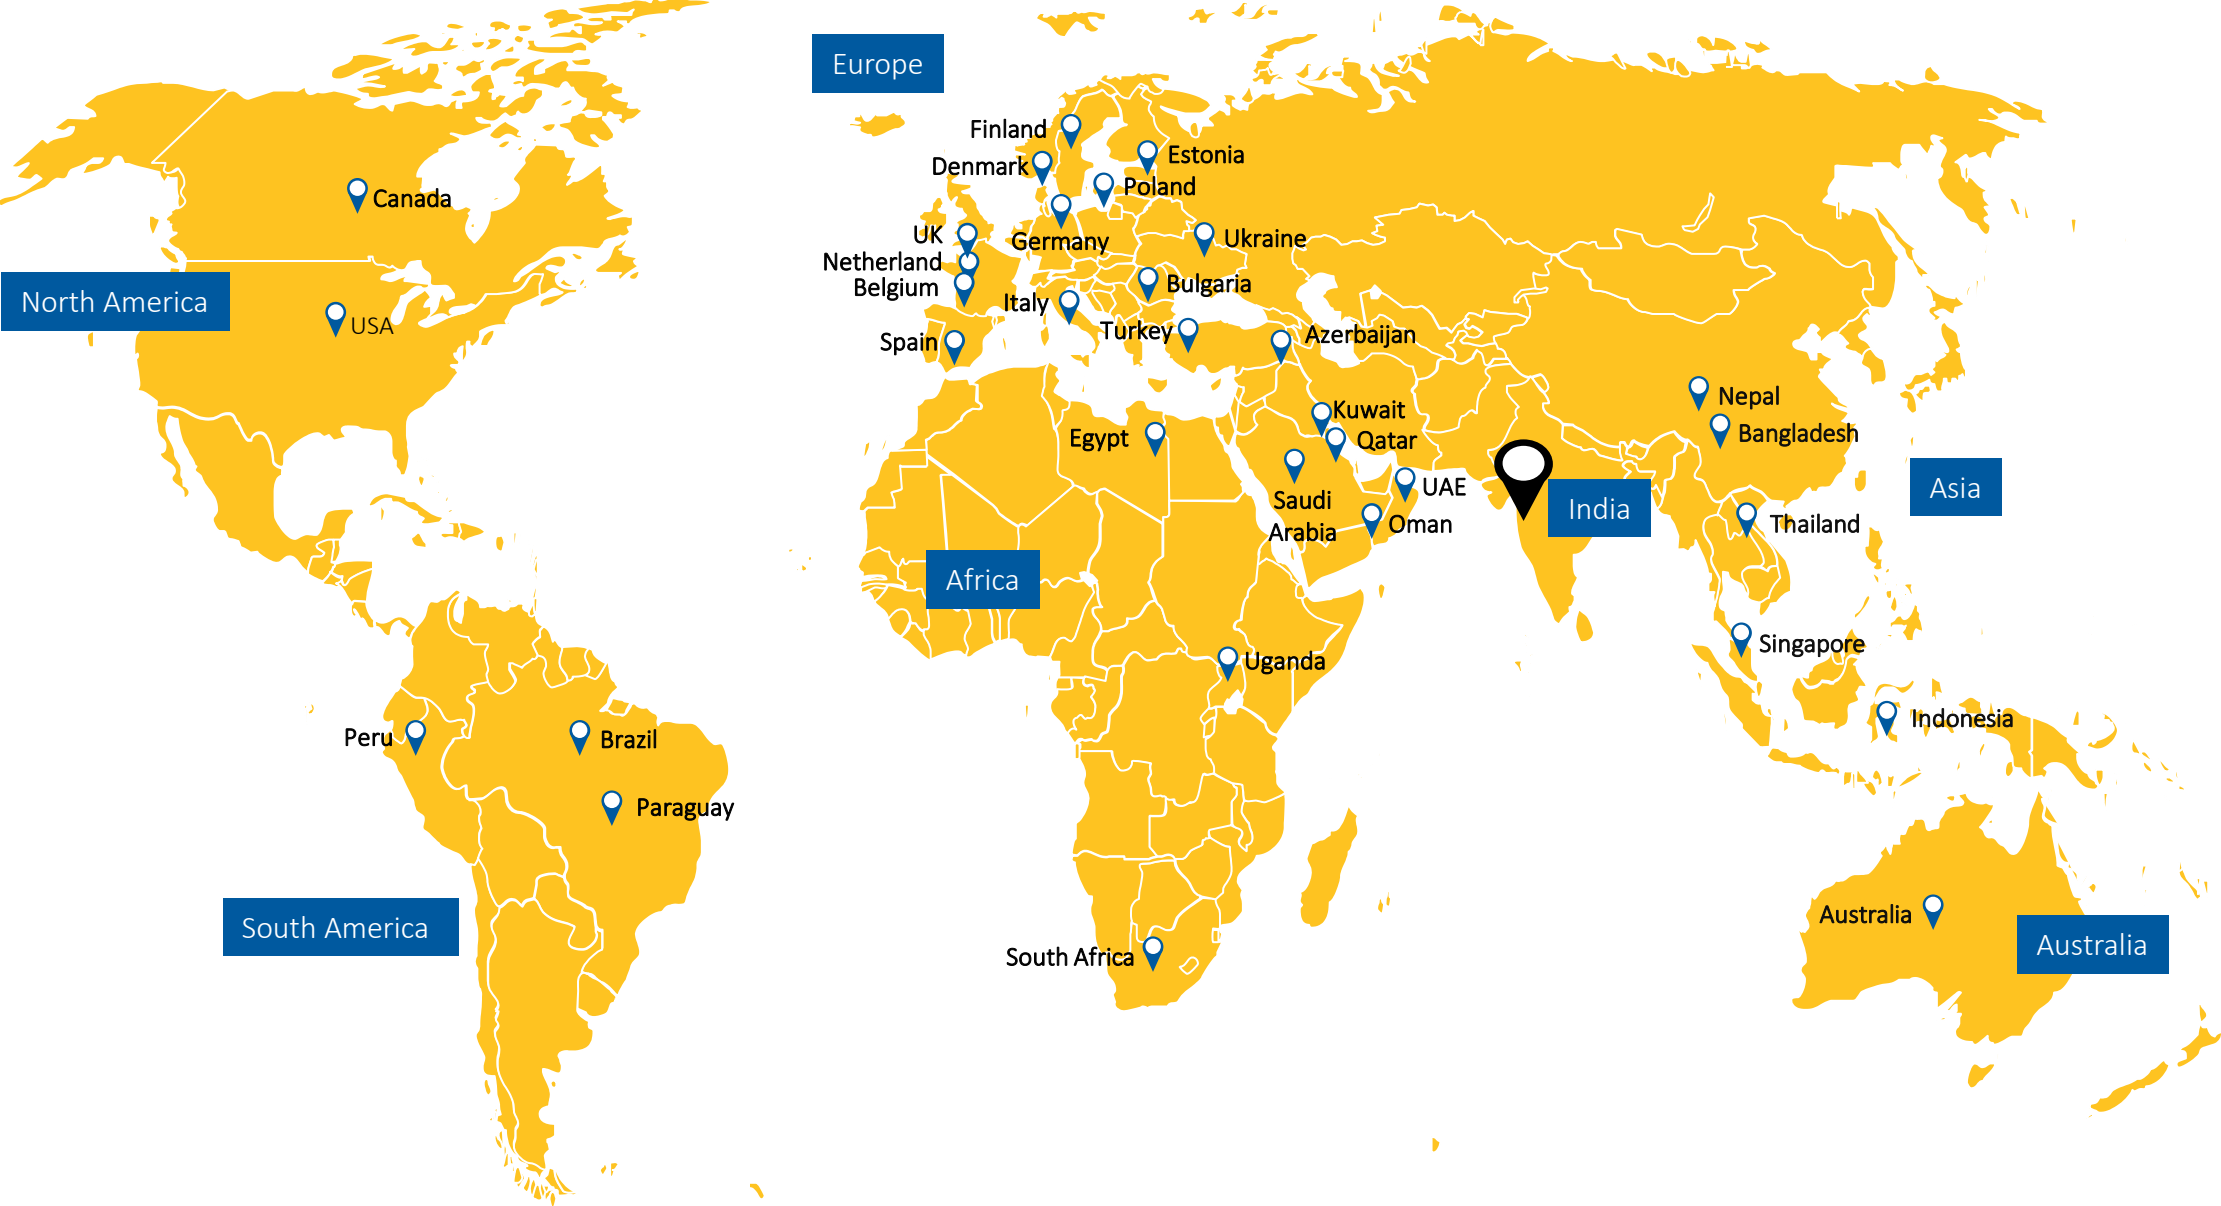 Europe
Finland
Denmark
Estonia
Poland
Canada
UK
Germany
Ukraine
Netherland
Belgium
Bulgaria
North America
Italy
USA
Turkey
Azerbaijan
Spain
Nepal
Kuwait
Bangladesh
Egypt
Qatar
UAE
Asia
Saudi
Arabia
India
Oman
Thailand
Africa
Singapore
Uganda
Indonesia
Peru
Brazil
Paraguay
Australia
South America
Australia
South Africa